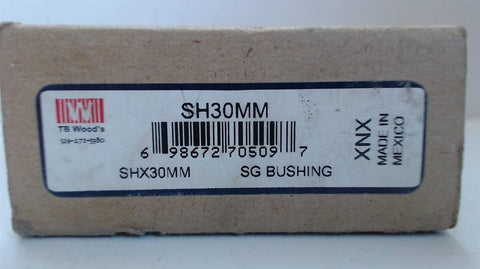 SH30MM
TB Wood's
6 98672 70509 7
SHX30MM SG BUSHING
XNX
MADE IN
MEXICO